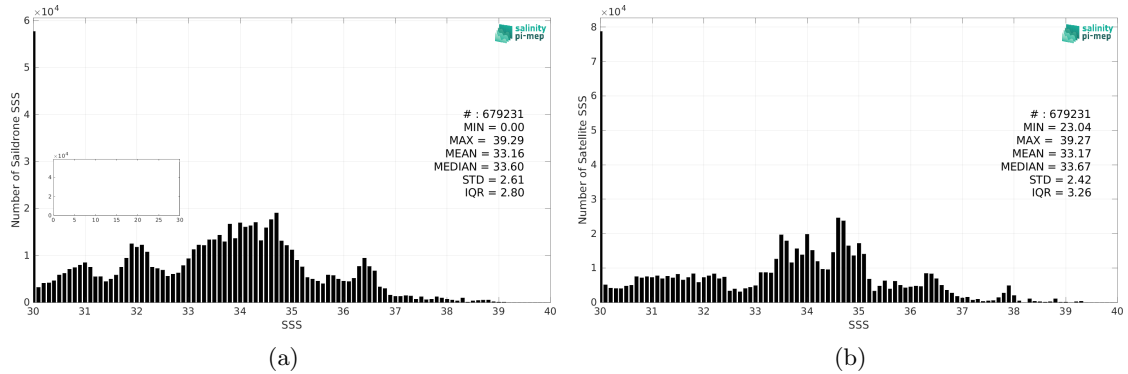 ×10⁴
6
5
4
3
2
1
0
Number of Saildrone SSS
30 31 32 33 34 35 36 37 38 39 40
SSS
×10⁴
4
2
0
0 5 10 15 20 25 30
salinity
pi-mep
# : 679231
MIN = 0.00
MAX = 39.29
MEAN = 33.16
MEDIAN = 33.60
STD = 2.61
IQR = 2.80
(a)
×10⁴
8
7
6
5
4
3
2
1
0
Number of Satellite SSS
30 31 32 33 34 35 36 37 38 39 40
SSS
salinity
pi-mep
# : 679231
MIN = 23.04
MAX = 39.27
MEAN = 33.17
MEDIAN = 33.67
STD = 2.42
IQR = 3.26
(b)